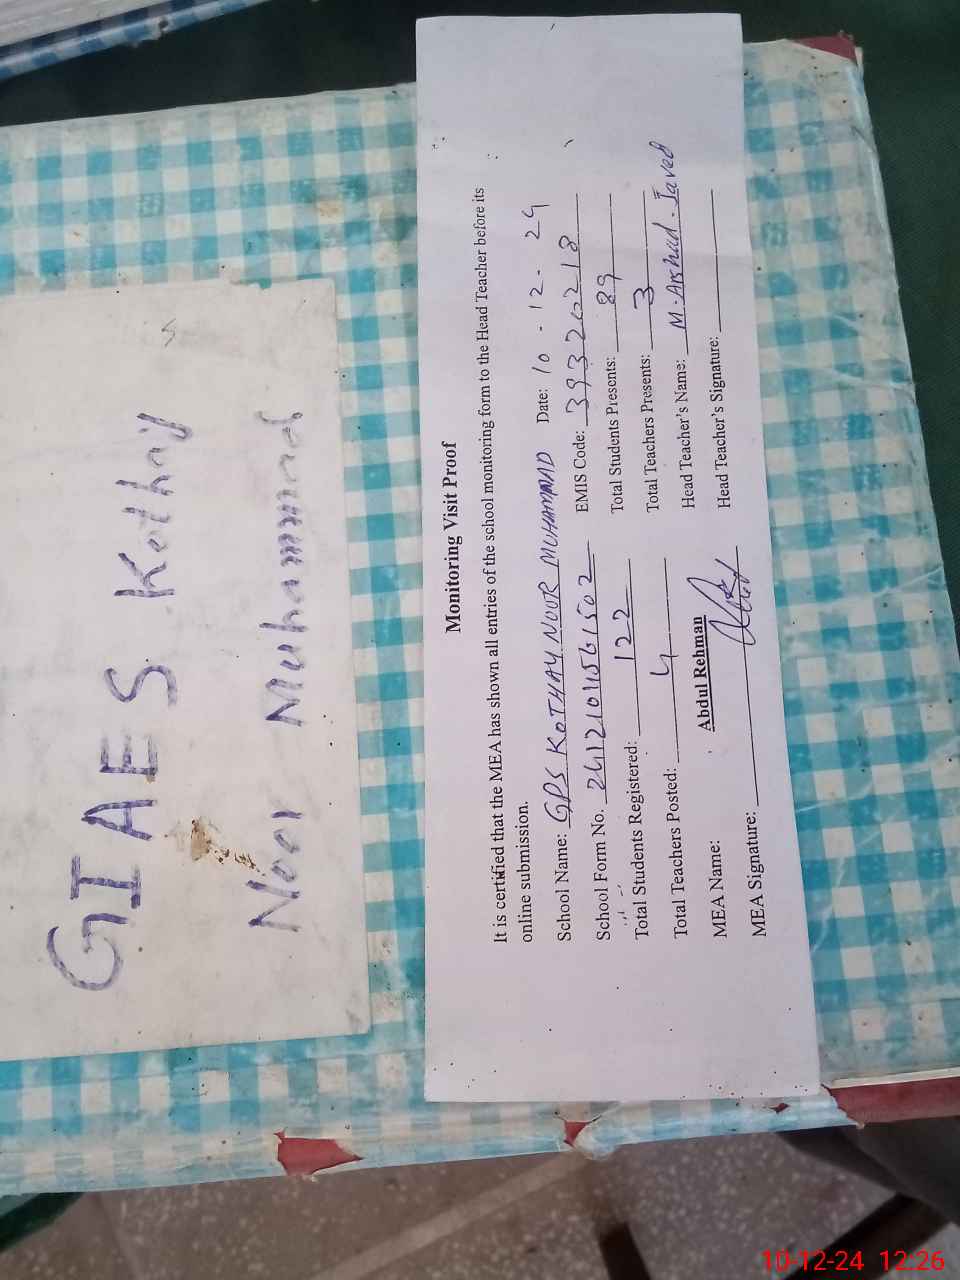 GIAES Kothay
Noor Muhammad
Monitoring Visit Proof
It is certified that the MEA has shown all entries of the school monitoring form to the Head Teacher before its
online submission.
School Name: GPS KOTHAY NOOR MUHAMMAD Date: 10-12-24
School Form No. EMIS Code: 39320218
Total Students Registered: 122 Total Students Presents: 89
Total Teachers Posted: 4 Total Teachers Presents: 3
MEA Name: Abdul Rehman Head Teacher's Name: M. Arshad. Javed
MEA Signature: Head Teacher's Signature:
10-12-24 12:26